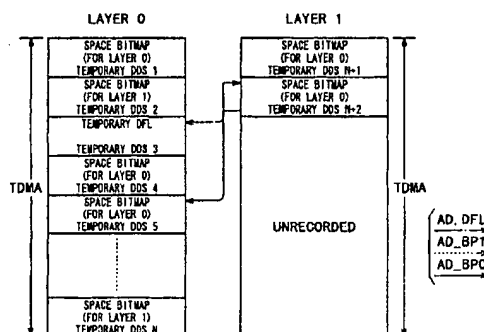 LAYER 0
SPACE BITMAP
(FOR LAYER 0)
TEMPORARY DDS 1
SPACE BITMAP
(FOR LAYER 1)
TEMPORARY DDS 2
TEMPORARY DFL
TEMPORARY DDS 3
SPACE BITMAP
(FOR LAYER 0)
TEMPORARY DDS 4
SPACE BITMAP
(FOR LAYER 0)
TEMPORARY DDS 5
SPACE BITMAP
(FOR LAYER 1)
TEMPORARY DDS N
TDMA
LAYER 1
SPACE BITMAP
(FOR LAYER 0)
TEMPORARY DDS N+1
SPACE BITMAP
(FOR LAYER 0)
TEMPORARY DDS N+2
UNRECORDED
TDMA
AD_DFL
AD_BP1
AD_BP0